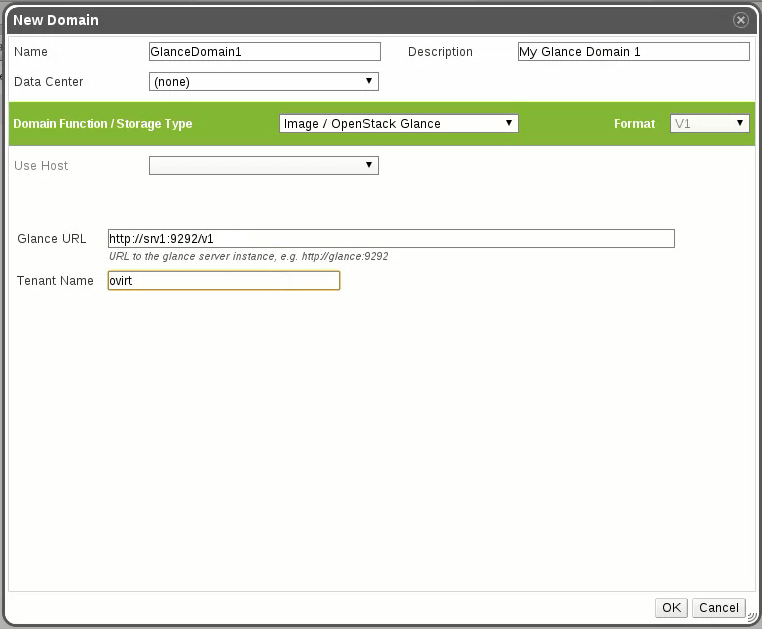 New Domain
Name GlanceDomain1 Description My Glance Domain 1
Data Center (none)
Domain Function / Storage Type Image / OpenStack Glance Format V1
Use Host
Glance URL http://srv1:9292/v1
URL to the glance server instance, e.g. http://glance:9292
Tenant Name ovirt
OK Cancel